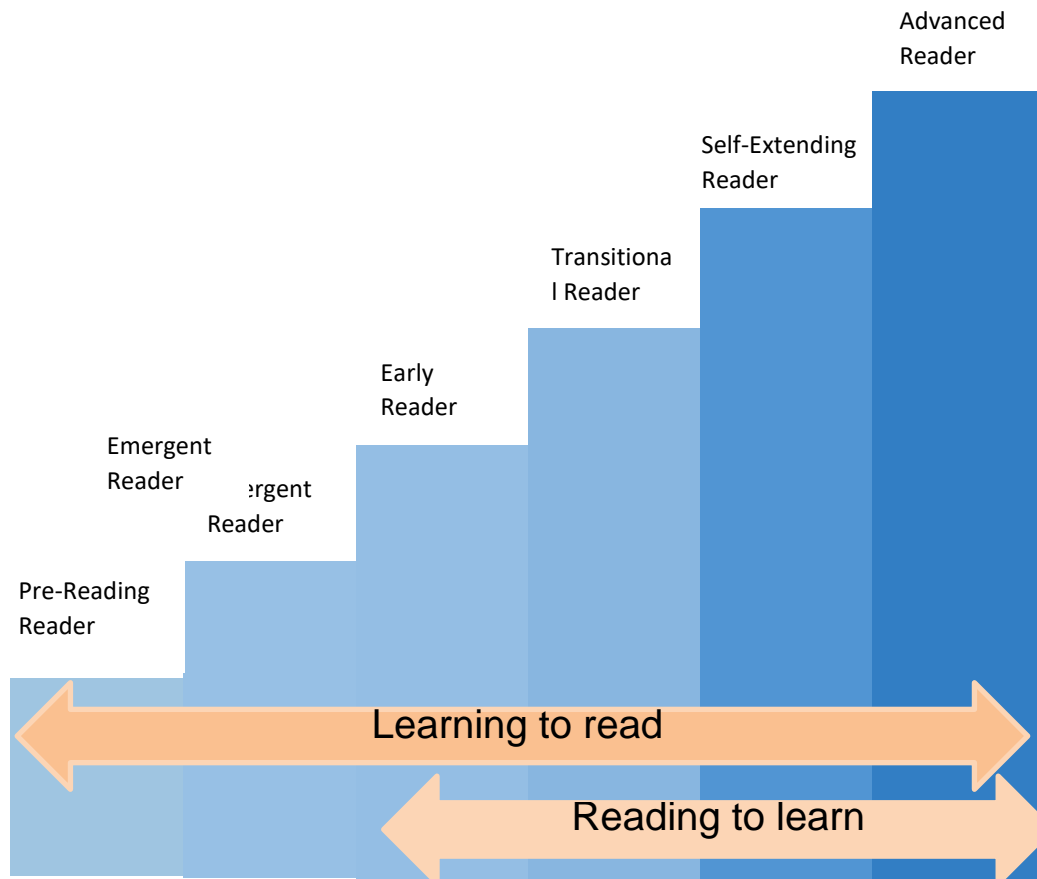 Advanced
Reader
Self-Extending
Reader
Transitiona
l Reader
Early
Reader
Emergent
Reader
ergent
Reader
Pre-Reading
Reader
Learning to read
Reading to learn